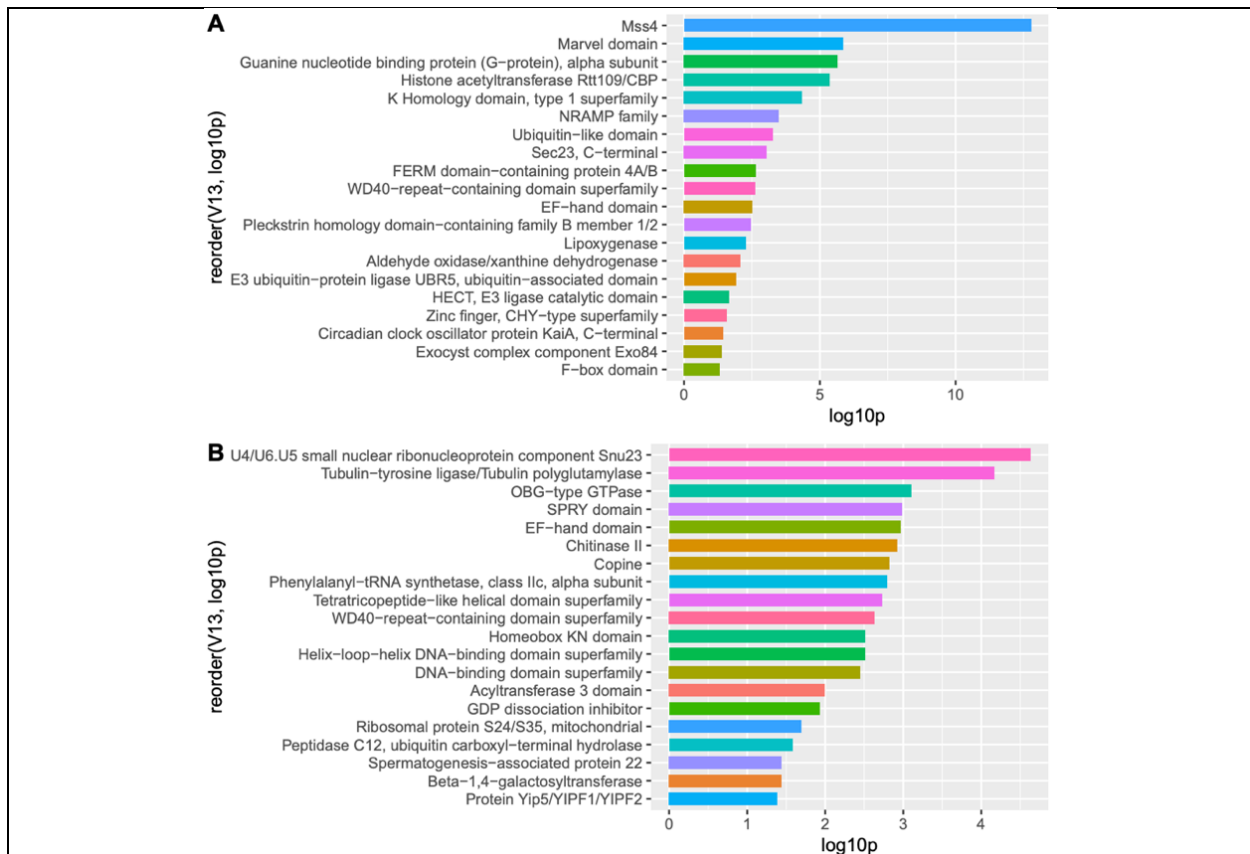 A
Mss4
Marvel domain
Guanine nucleotide binding protein (G−protein), alpha subunit
Histone acetyltransferase Rtt109/CBP
K Homology domain, type 1 superfamily
NRAMP family
Ubiquitin−like domain
Sec23, C−terminal
FERM domain−containing protein 4A/B
WD40−repeat−containing domain superfamily
EF−hand domain
Pleckstrin homology domain−containing family B member 1/2
Lipoxygenase
Aldehyde oxidase/xanthine dehydrogenase
E3 ubiquitin−protein ligase UBR5, ubiquitin−associated domain
HECT, E3 ligase catalytic domain
Zinc finger, CHY−type superfamily
Circadian clock oscillator protein KaiA, C−terminal
Exocyst complex component Exo84
F−box domain
reorder(V13, log10p)
0 5 10
log10p
B
U4/U6.U5 small nuclear ribonucleoprotein component Snu23
Tubulin−tyrosine ligase/Tubulin polyglutamylase
OBG−type GTPase
SPRY domain
EF−hand domain
Chitinase II
Copine
Phenylalanyl−tRNA synthetase, class IIc, alpha subunit
Tetratricopeptide−like helical domain superfamily
WD40−repeat−containing domain superfamily
Homeobox KN domain
Helix−loop−helix DNA−binding domain superfamily
DNA−binding domain superfamily
Acyltransferase 3 domain
GDP dissociation inhibitor
Ribosomal protein S24/S35, mitochondrial
Peptidase C12, ubiquitin carboxyl−terminal hydrolase
Spermatogenesis−associated protein 22
Beta−1,4−galactosyltransferase
Protein Yip5/YIPF1/YIPF2
reorder(V13, log10p)
0 1 2 3 4
log10p